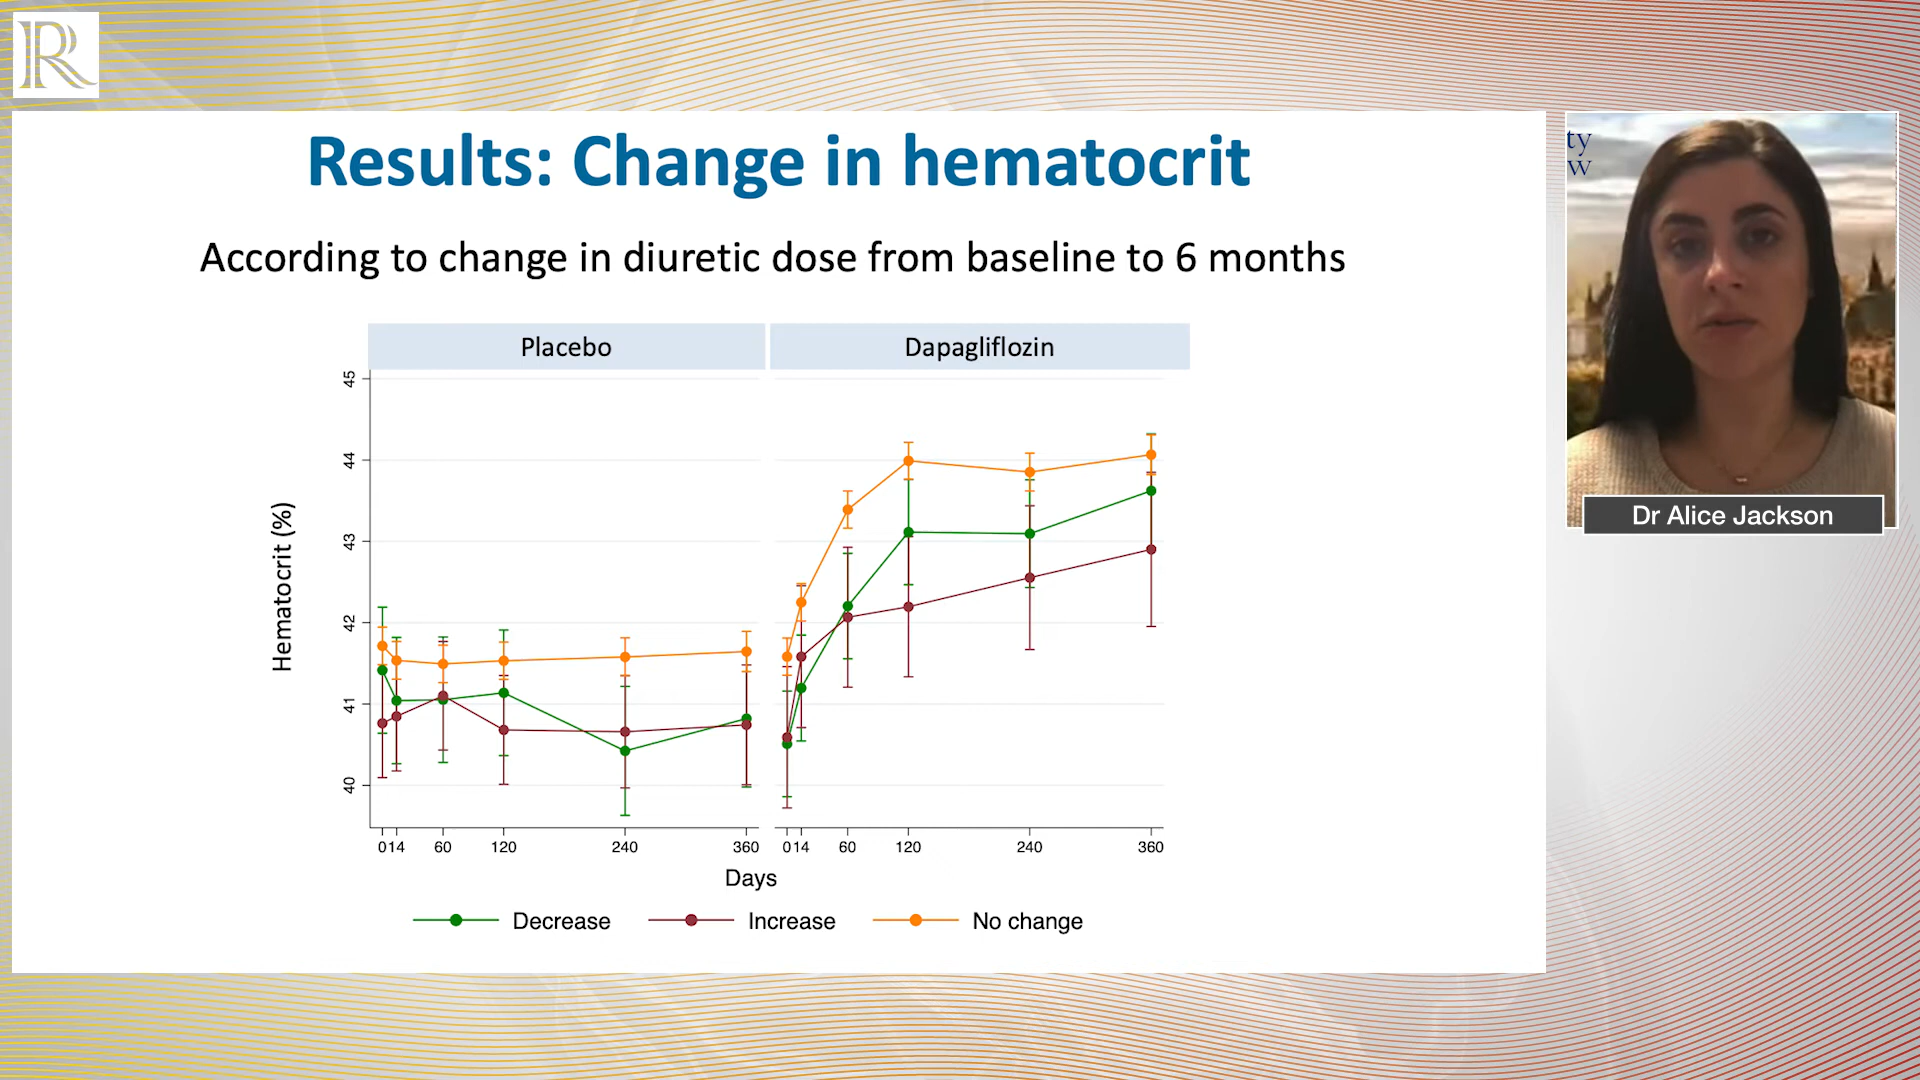 R
ty
w
Results: Change in hematocrit
According to change in diuretic dose from baseline to 6 months
Placebo
Dapagliflozin
Hematocrit (%)
45
44
43
42
41
40
0 14 60 120 240 360
0 14 60 120 240 360
Days
Decrease
Increase
No change
Dr Alice Jackson